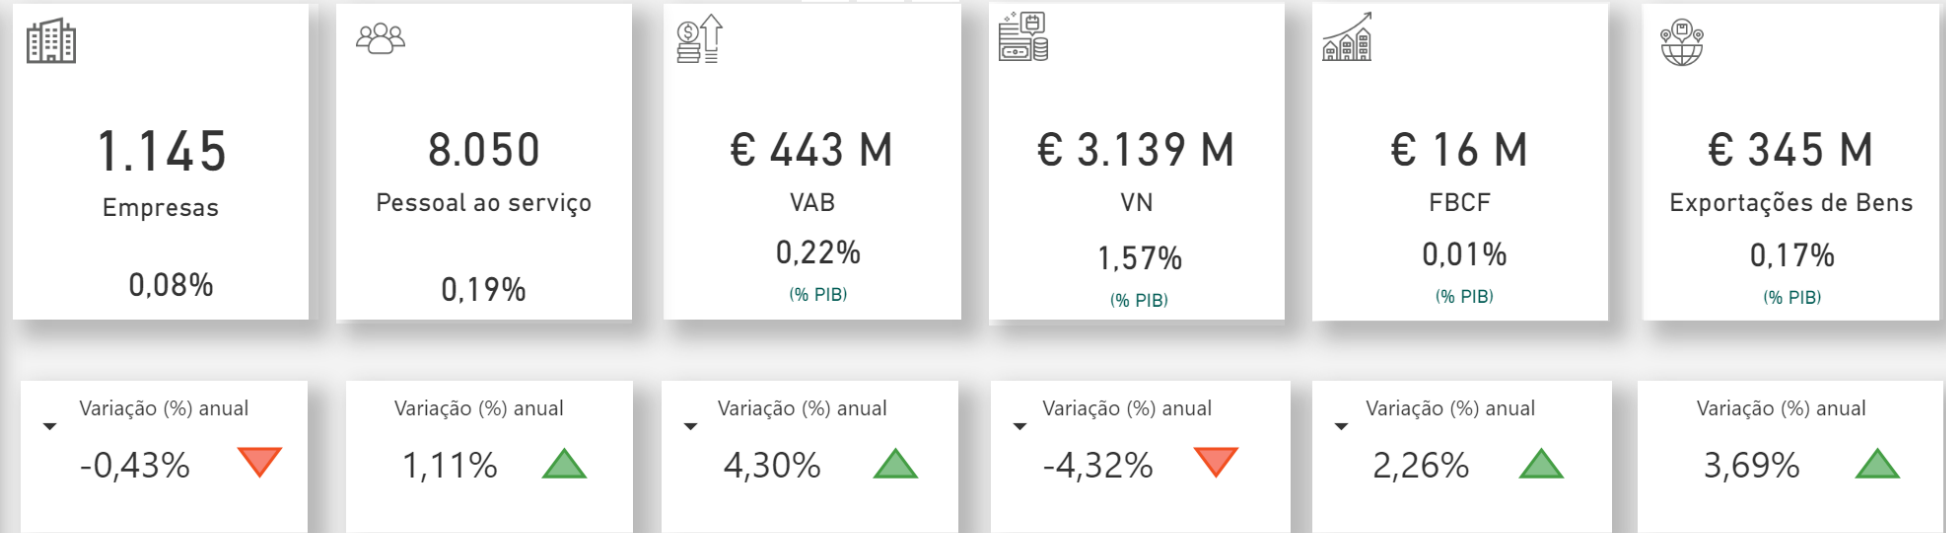 1.145
Empresas
0,08%
8.050
Pessoal ao serviço
0,19%
€ 443 M
VAB
0,22%
(% PIB)
€ 3.139 M
VN
1,57%
(% PIB)
€ 16 M
FBCF
0,01%
(% PIB)
€ 345 M
Exportações de Bens
0,17%
(% PIB)
Variação (%) anual
-0,43%
Variação (%) anual
1,11%
Variação (%) anual
4,30%
Variação (%) anual
-4,32%
Variação (%) anual
2,26%
Variação (%) anual
3,69%